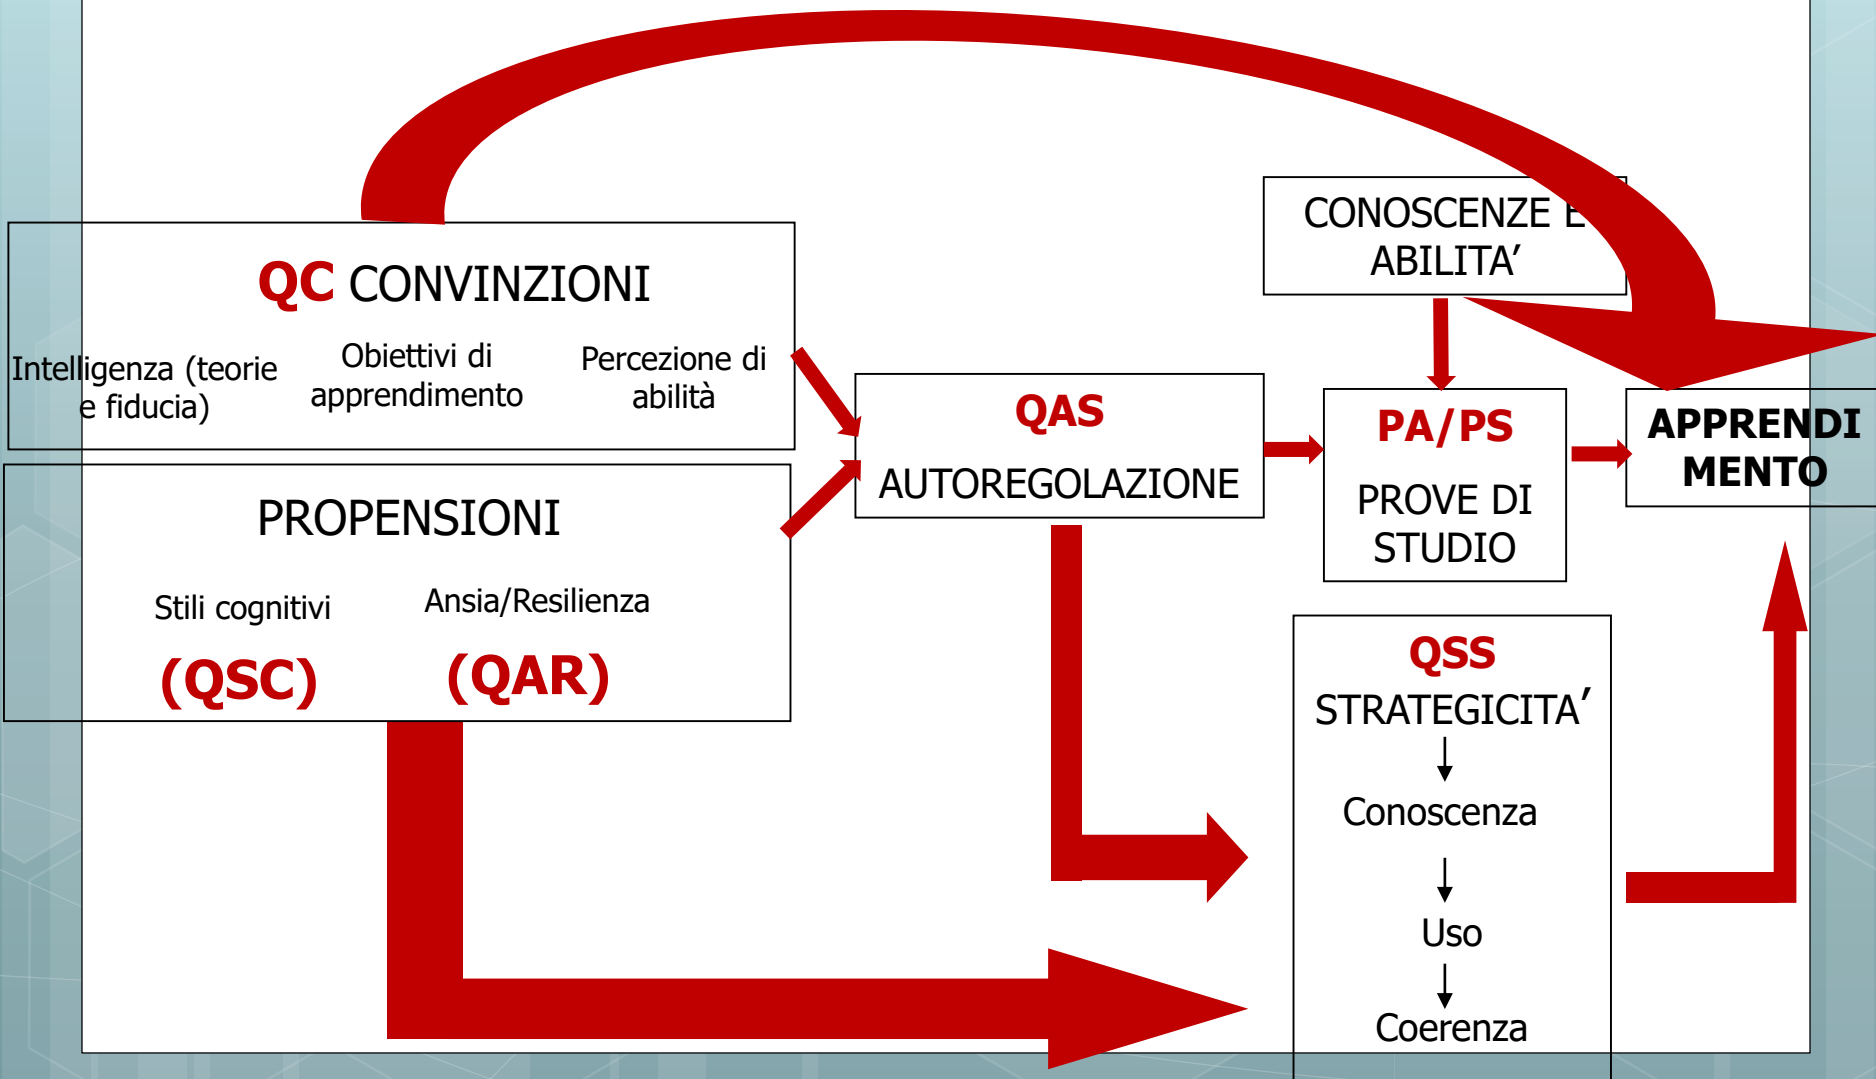 QC CONVINZIONI
Intelligenza (teorie
e fiducia)
Obiettivi di
apprendimento
Percezione di
abilità
PROPENSIONI
Stili cognitivi
(QSC)
Ansia/Resilienza
(QAR)
QAS
AUTOREGOLAZIONE
CONOSCENZE E
ABILITA’
PA/PS
PROVE DI
STUDIO
APPRENDI
MENTO
QSS
STRATEGICITA’
Conoscenza
Uso
Coerenza